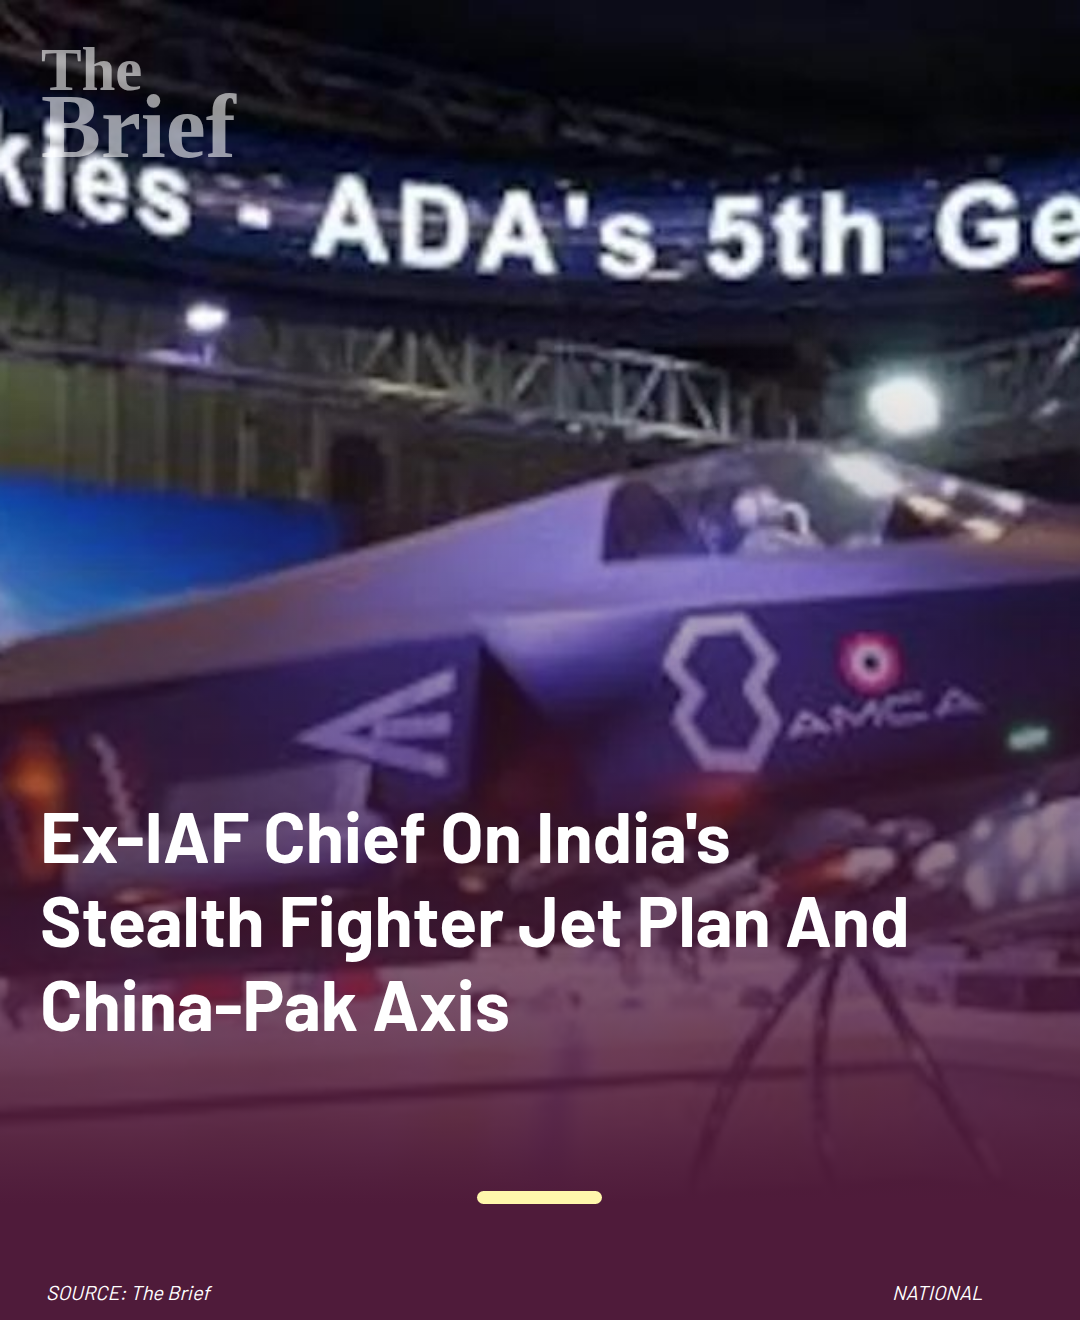 The
Brief
kies - ADA's 5th Ge
AMCA
Ex-IAF Chief On India's
Stealth Fighter Jet Plan And
China-Pak Axis
SOURCE: The Brief
NATIONAL